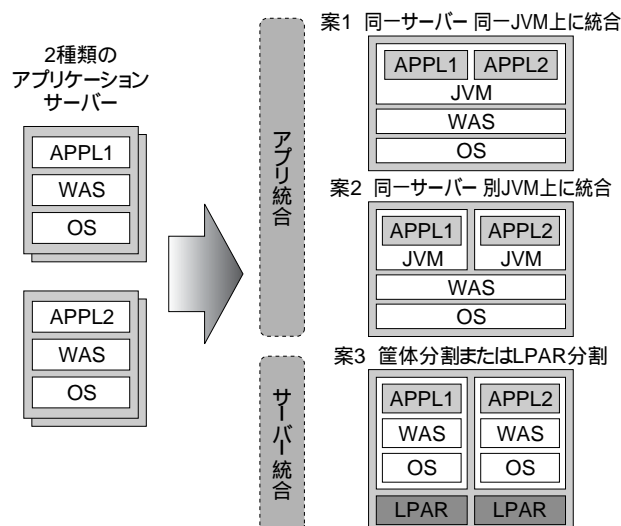 2種類の
アプリケーション
サーバー
APPL1
WAS
OS
APPL2
WAS
OS
アプリ統合
サーバー統合
案1 同一サーバー 同一JVM上に統合
APPL1 APPL2
JVM
WAS
OS
案2 同一サーバー 別JVM上に統合
APPL1 APPL2
JVM JVM
WAS
OS
案3 筐体分割またはLPAR分割
APPL1 APPL2
WAS WAS
OS OS
LPAR LPAR